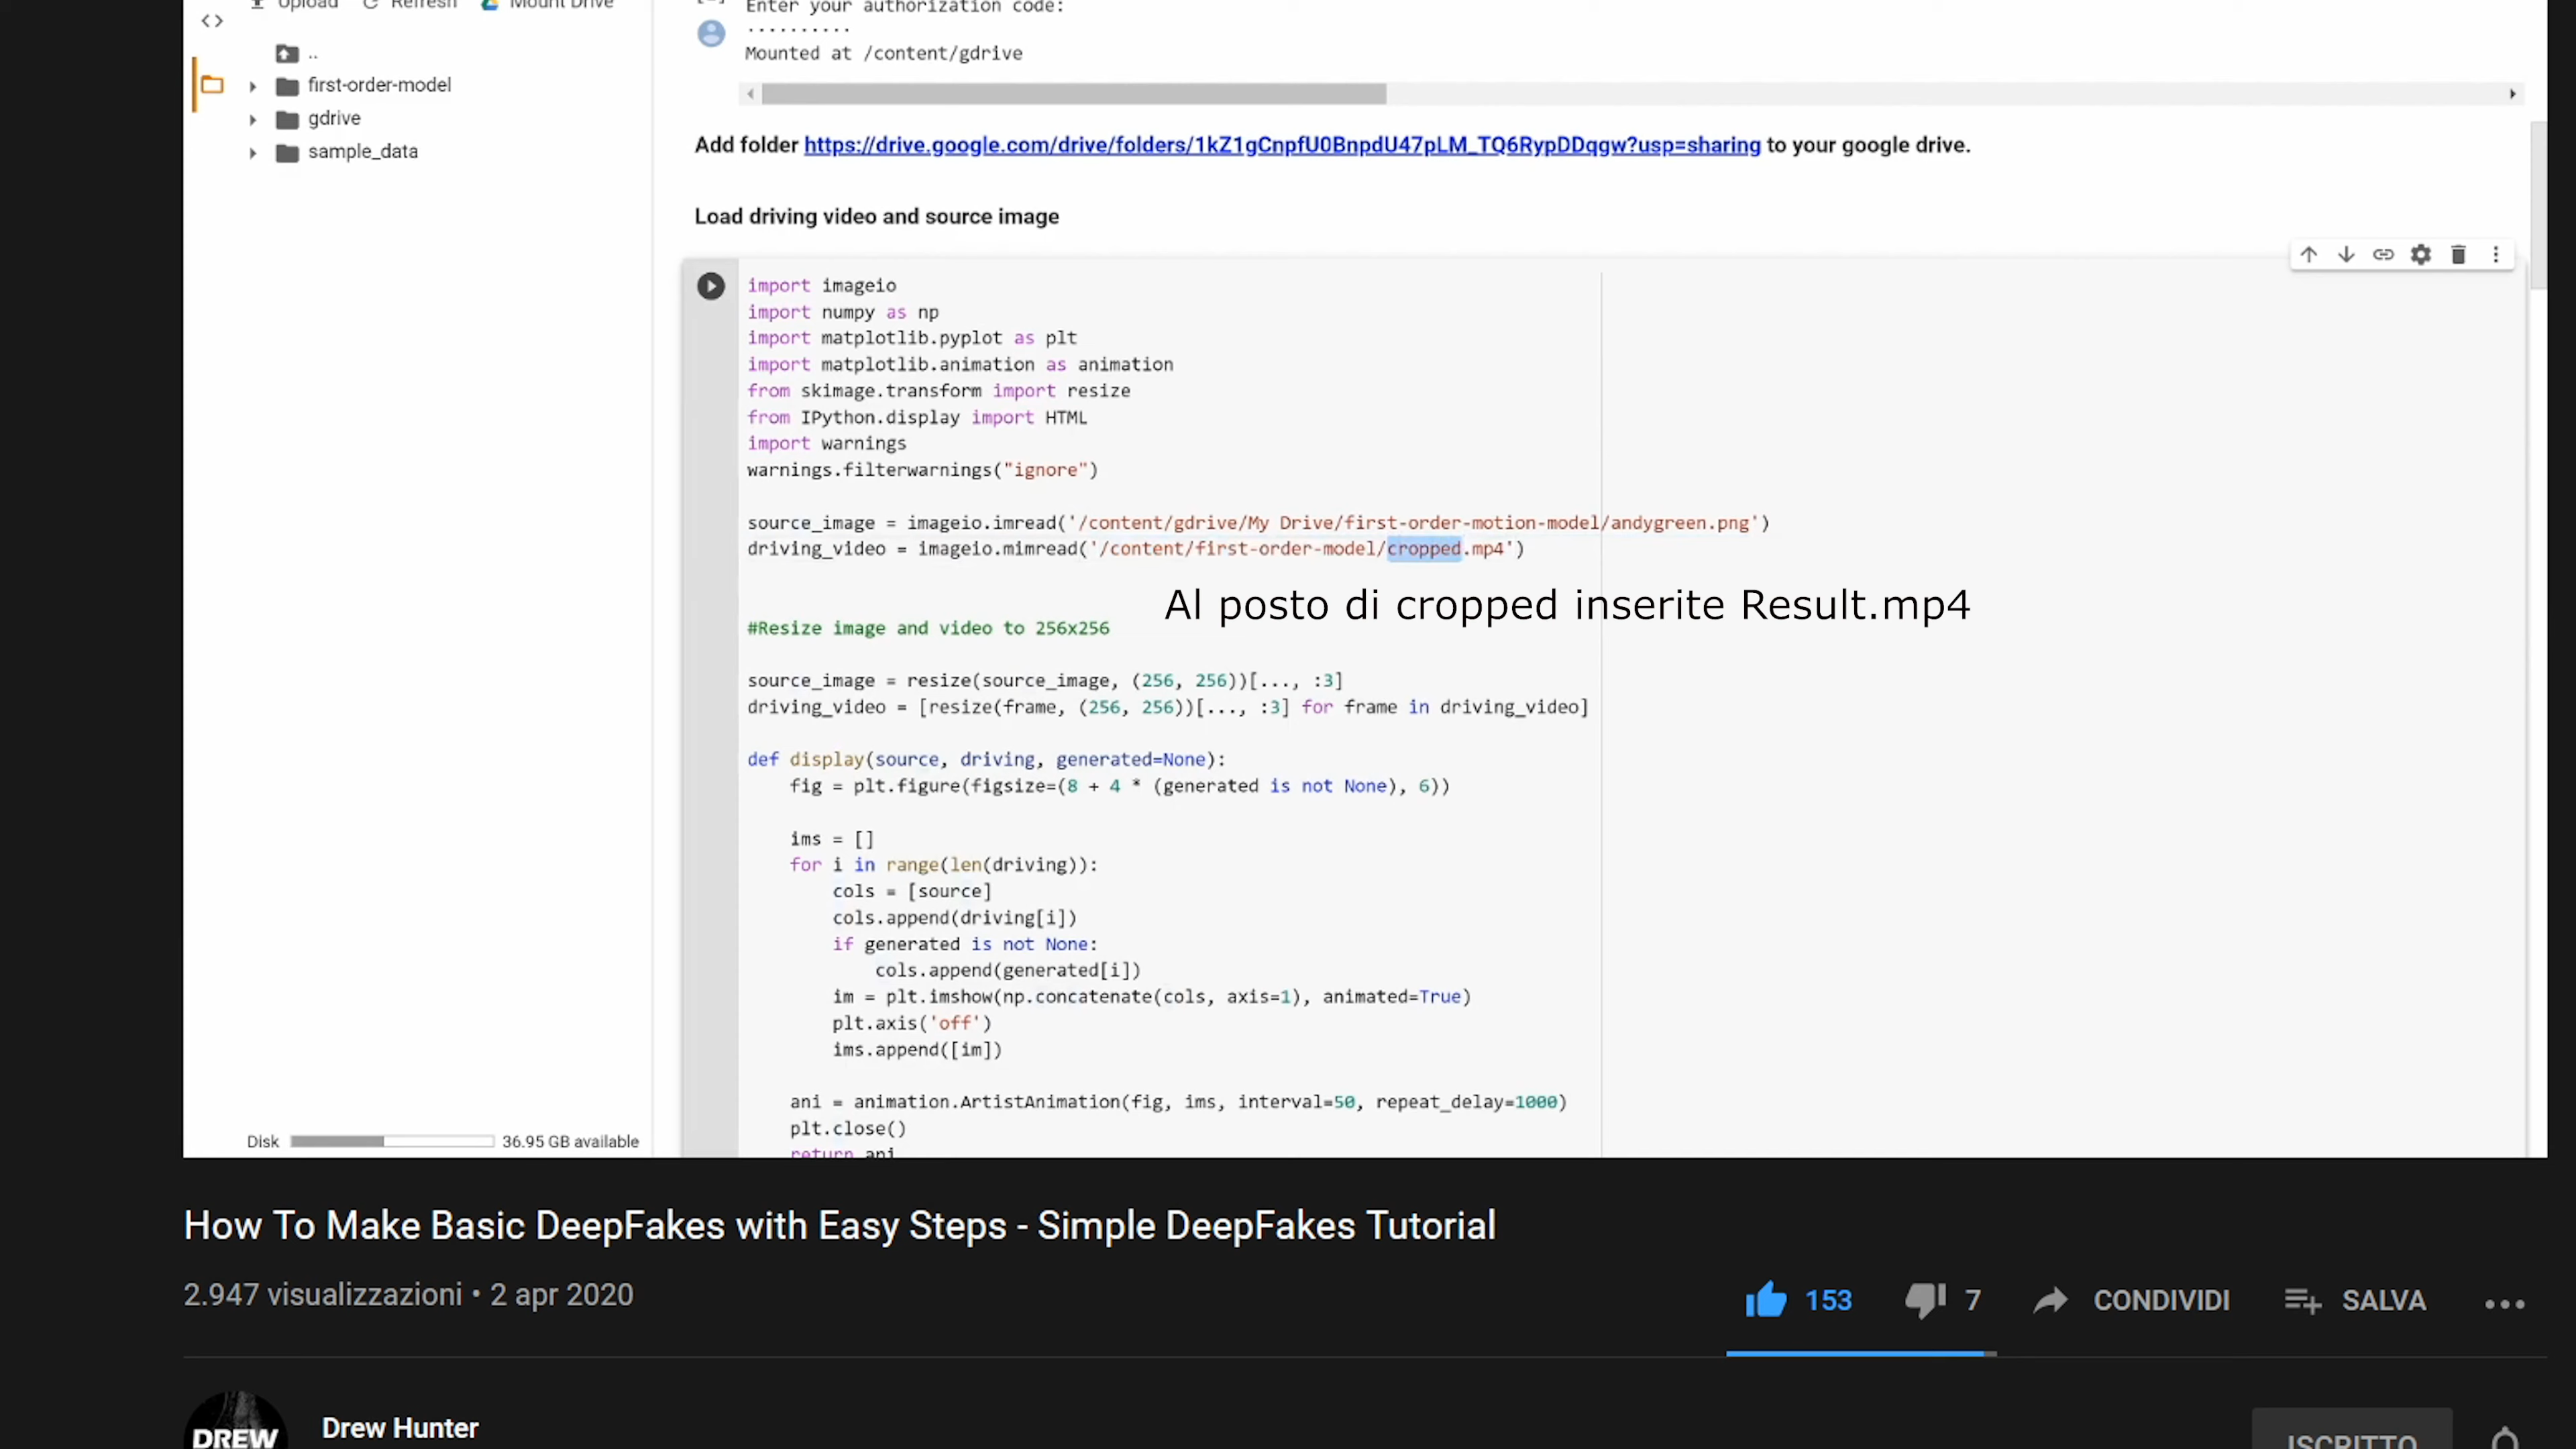 Upload Refresh Mount Drive
..
first-order-model
gdrive
sample_data
Disk 36.95 GB available
Enter your authorization code:
··········
Mounted at /content/gdrive
Add folder https://drive.google.com/drive/folders/1kZ1gCnpfU0BnpdU47pLM_TQ6RypDDqgw?usp=sharing to your google drive.
Load driving video and source image
import imageio
import numpy as np
import matplotlib.pyplot as plt
import matplotlib.animation as animation
from skimage.transform import resize
from IPython.display import HTML
import warnings
warnings.filterwarnings("ignore")
source_image = imageio.imread('/content/gdrive/My Drive/first-order-motion-model/andygreen.png')
driving_video = imageio.mimread('/content/first-order-model/cropped.mp4')
Al posto di cropped inserite Result.mp4
#Resize image and video to 256x256
source_image = resize(source_image, (256, 256))[..., :3]
driving_video = [resize(frame, (256, 256))[..., :3] for frame in driving_video]
def display(source, driving, generated=None):
    fig = plt.figure(figsize=(8 + 4 * (generated is not None), 6))
    ims = []
    for i in range(len(driving)):
        cols = [source]
        cols.append(driving[i])
        if generated is not None:
            cols.append(generated[i])
        im = plt.imshow(np.concatenate(cols, axis=1), animated=True)
        plt.axis('off')
        ims.append([im])
    ani = animation.ArtistAnimation(fig, ims, interval=50, repeat_delay=1000)
    plt.close()
    return ani
How To Make Basic DeepFakes with Easy Steps - Simple DeepFakes Tutorial
2.947 visualizzazioni • 2 apr 2020
153 7 CONDIVIDI SALVA
DREW
Drew Hunter
ISCRITTO